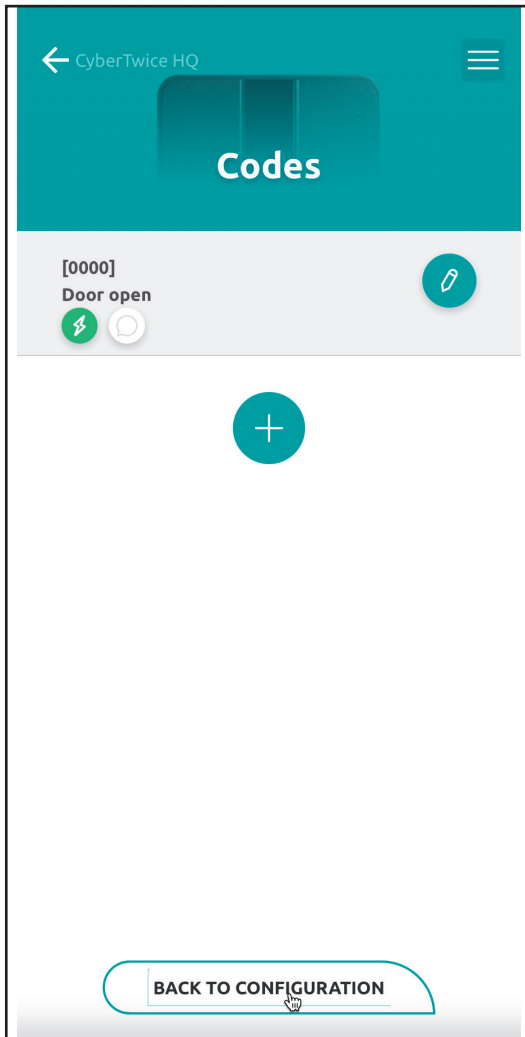 CyberTwice HQ
Codes
[0000]
Door open
BACK TO CONFIGURATION